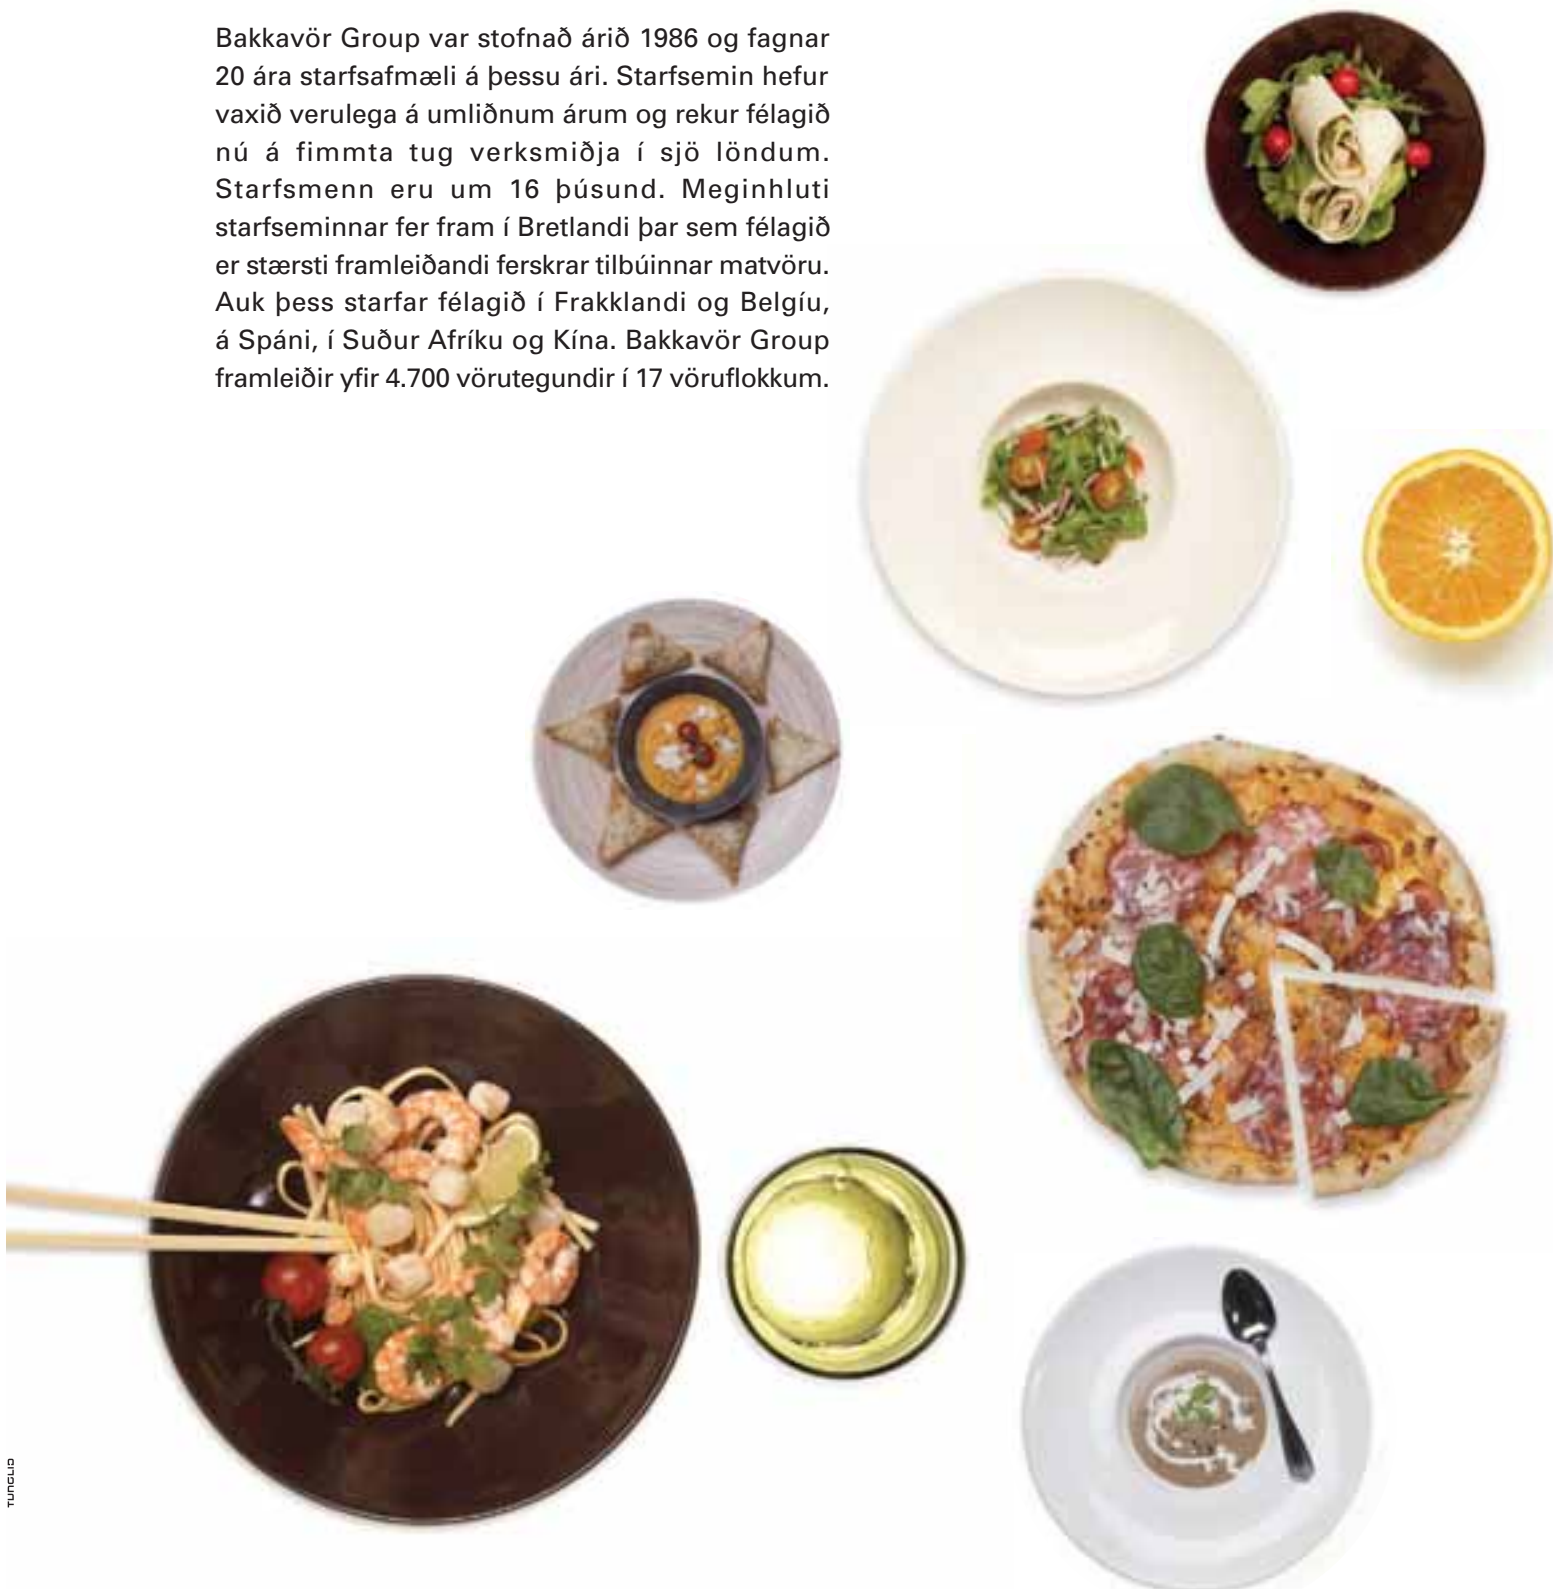 Bakkavör Group var stofnað árið 1986 og fagnar
20 ára starfsafmæli á þessu ári. Starfsemin hefur
vaxið verulega á umliðnum árum og rekur félagið
nú á fimmta tug verksmiðja í sjö löndum.
Starfsmenn eru um 16 þúsund. Meginhluti
starfseminnar fer fram í Bretlandi þar sem félagið
er stærsti framleiðandi ferskrar tilbúinnar matvöru.
Auk þess starfar félagið í Frakklandi og Belgíu,
á Spáni, í Suður Afríku og Kína. Bakkavör Group
framleiðir yfir 4.700 vörutegundir í 17 vöruflokkum.